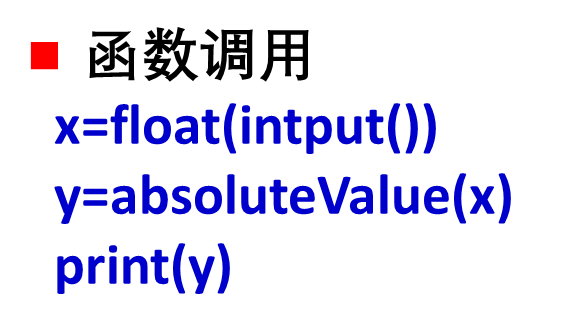 函数调用
x=float(intput())
y=absoluteValue(x)
print(y)